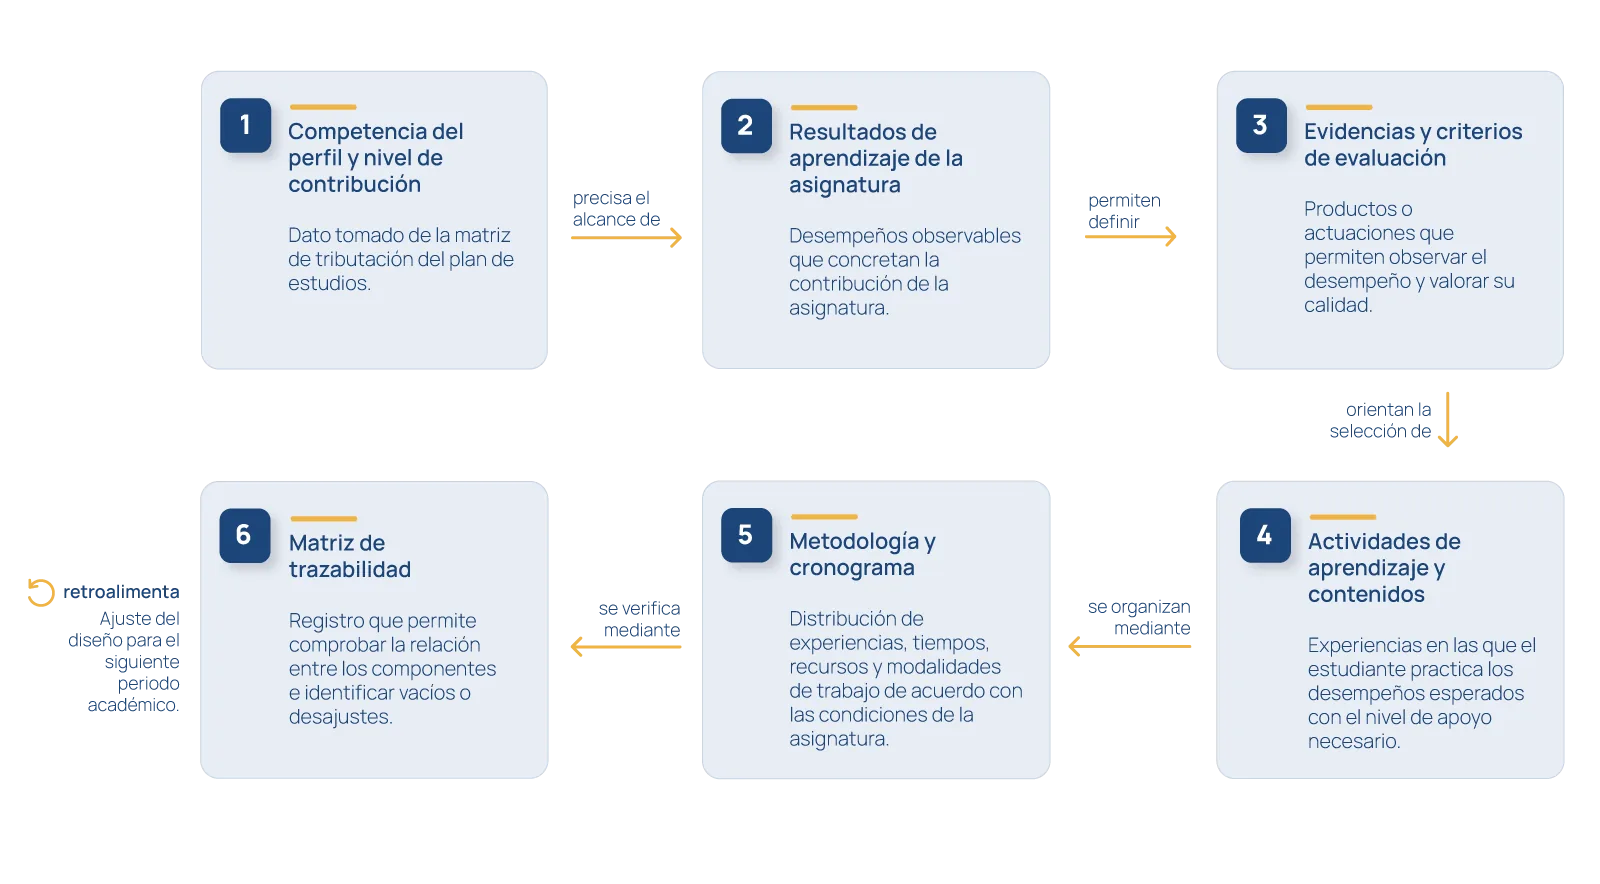 1
Competencia del
perfil y nivel de
contribución
Dato tomado de la matriz
de tributación del plan de
estudios.
precisa el
alcance de
2
Resultados de
aprendizaje de la
asignatura
Desempeños observables
que concretan la
contribución de la
asignatura.
permiten
definir
3
Evidencias y criterios
de evaluación
Productos o
actuaciones que
permiten observar el
desempeño y valorar su
calidad.
orientan la
selección de
4
Actividades de
aprendizaje y
contenidos
Experiencias en las que el
estudiante practica los
desempeños esperados
con el nivel de apoyo
necesario.
se organizan
mediante
5
Metodología y
cronograma
Distribución de
experiencias, tiempos,
recursos y modalidades
de trabajo de acuerdo con
las condiciones de la
asignatura.
se verifica
mediante
6
Matriz de
trazabilidad
Registro que permite
comprobar la relación
entre los componentes
e identificar vacíos o
desajustes.
retroalimenta
Ajuste del
diseño para el
siguiente
periodo
académico.